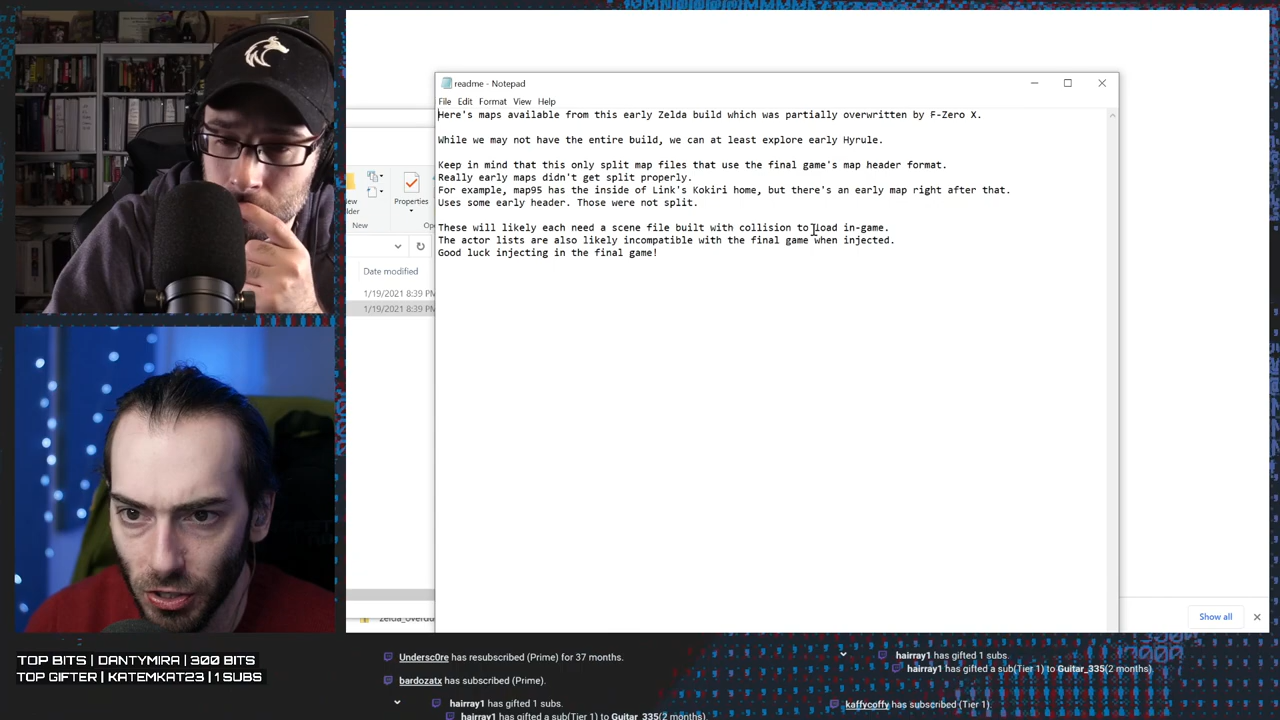 readme - Notepad
File Edit Format View Help
Here's maps available from this early Zelda build which was partially overwritten by F-Zero X.
While we may not have the entire build, we can at least explore early Hyrule.
Keep in mind that this only split map files that use the final game's map header format.
Really early maps didn't get split properly.
For example, map95 has the inside of Link's Kokiri home, but there's an early map right after that.
Uses some early header. Those were not split.
These will likely each need a scene file built with collision to load in-game.
The actor lists are also likely incompatible with the final game when injected.
Good luck injecting in the final game!
Properties
New
Date modified
1/19/2021 8:39 PM
1/19/2021 8:39 PM
Show all
TOP BITS | DANTYMIRA | 300 BITS
TOP GIFTER | KATEMKAT23 | 1 SUBS
Undersc0re has resubscribed (Prime) for 37 months.
bardozatx has subscribed (Prime).
hairray1 has gifted 1 subs.
hairray1 has gifted a sub(Tier 1) to Guitar_335(2 months).
hairray1 has gifted 1 subs.
hairray1 has gifted a sub(Tier 1) to Guitar_335(2 months).
kaffycoffy has subscribed (Tier 1).